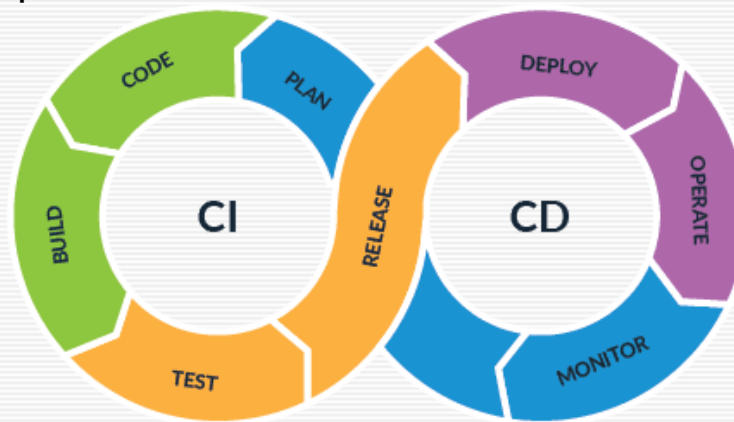 CODE
PLAN
DEPLOY
CI
RELEASE
CD
OPERATE
BUILD
TEST
MONITOR